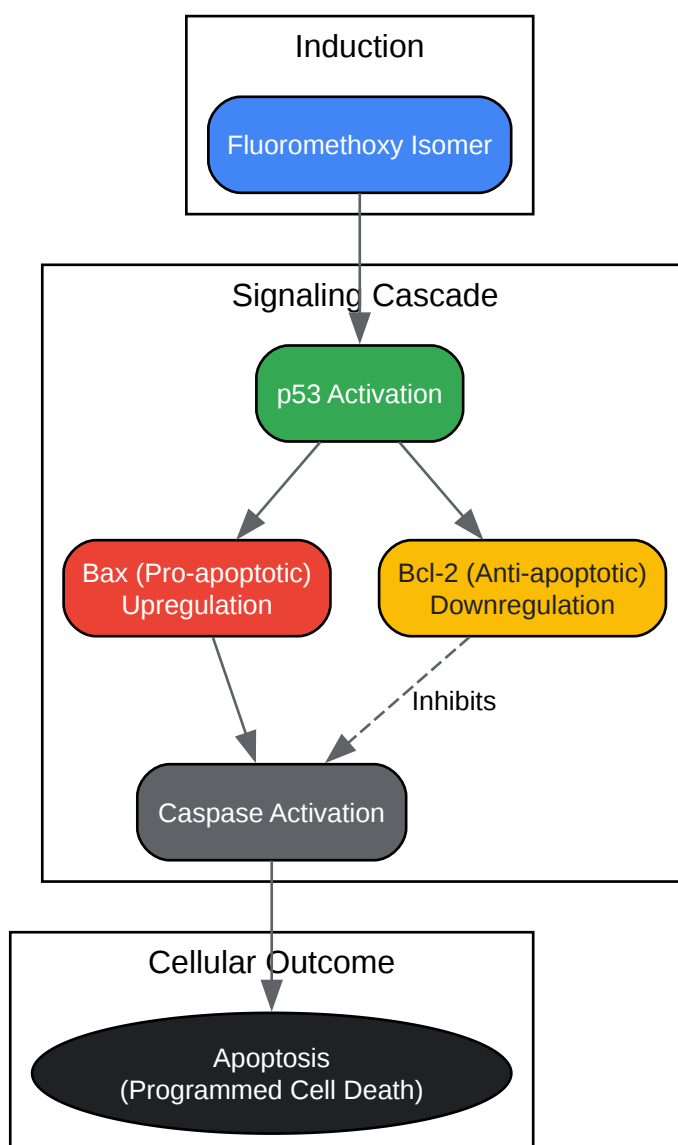 Induction
Fluoromethoxy Isomer
Signaling Cascade
p53 Activation
Bax (Pro-apoptotic)
Upregulation
Bcl-2 (Anti-apoptotic)
Downregulation
Inhibits
Caspase Activation
Cellular Outcome
Apoptosis
(Programmed Cell Death)